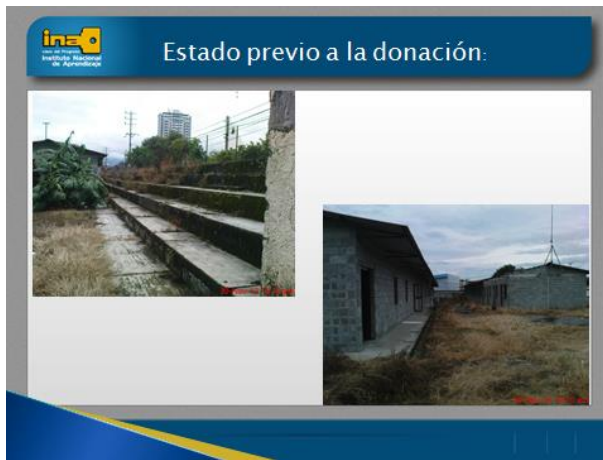 ina
Instituto Nacional
de Aprendizaje
Estado previo a la donación: